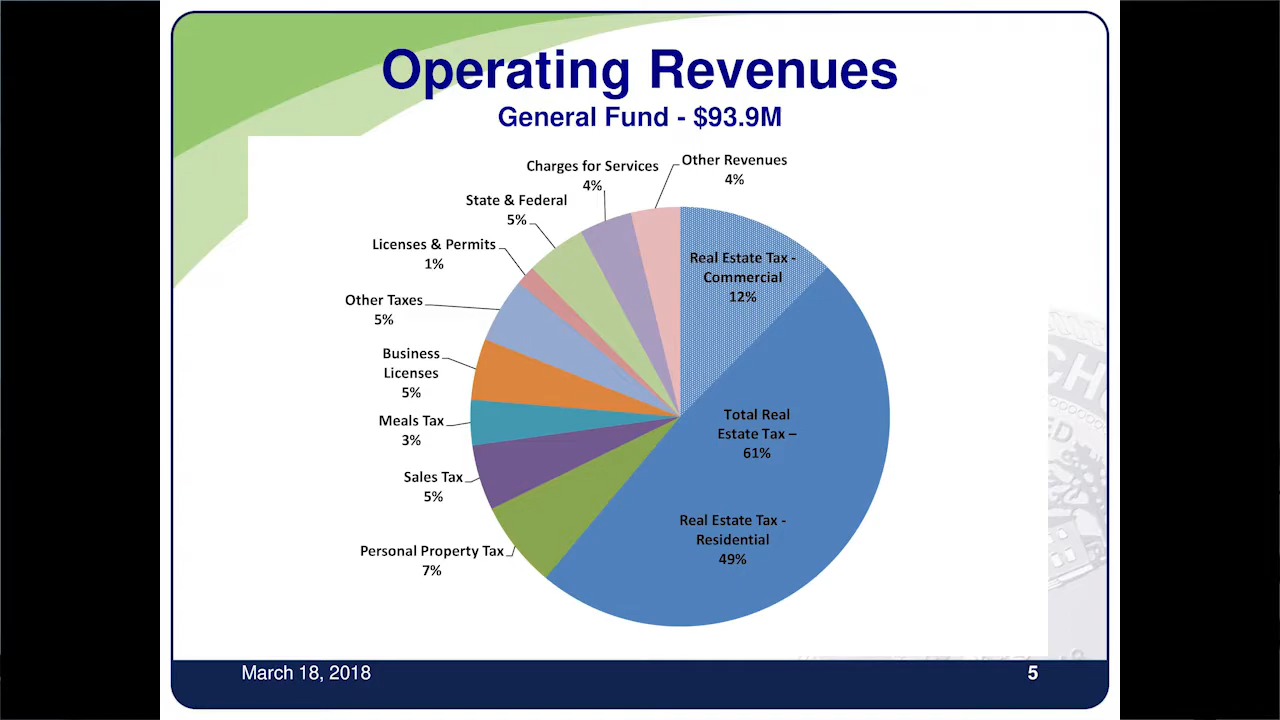 Operating Revenues
General Fund - $93.9M
Charges for Services
4%
Other Revenues
4%
State & Federal
5%
Licenses & Permits
1%
Other Taxes
5%
Business
Licenses
5%
Meals Tax
3%
Sales Tax
5%
Personal Property Tax
7%
Real Estate Tax -
Commercial
12%
Total Real
Estate Tax –
61%
Real Estate Tax -
Residential
49%
March 18, 2018
5